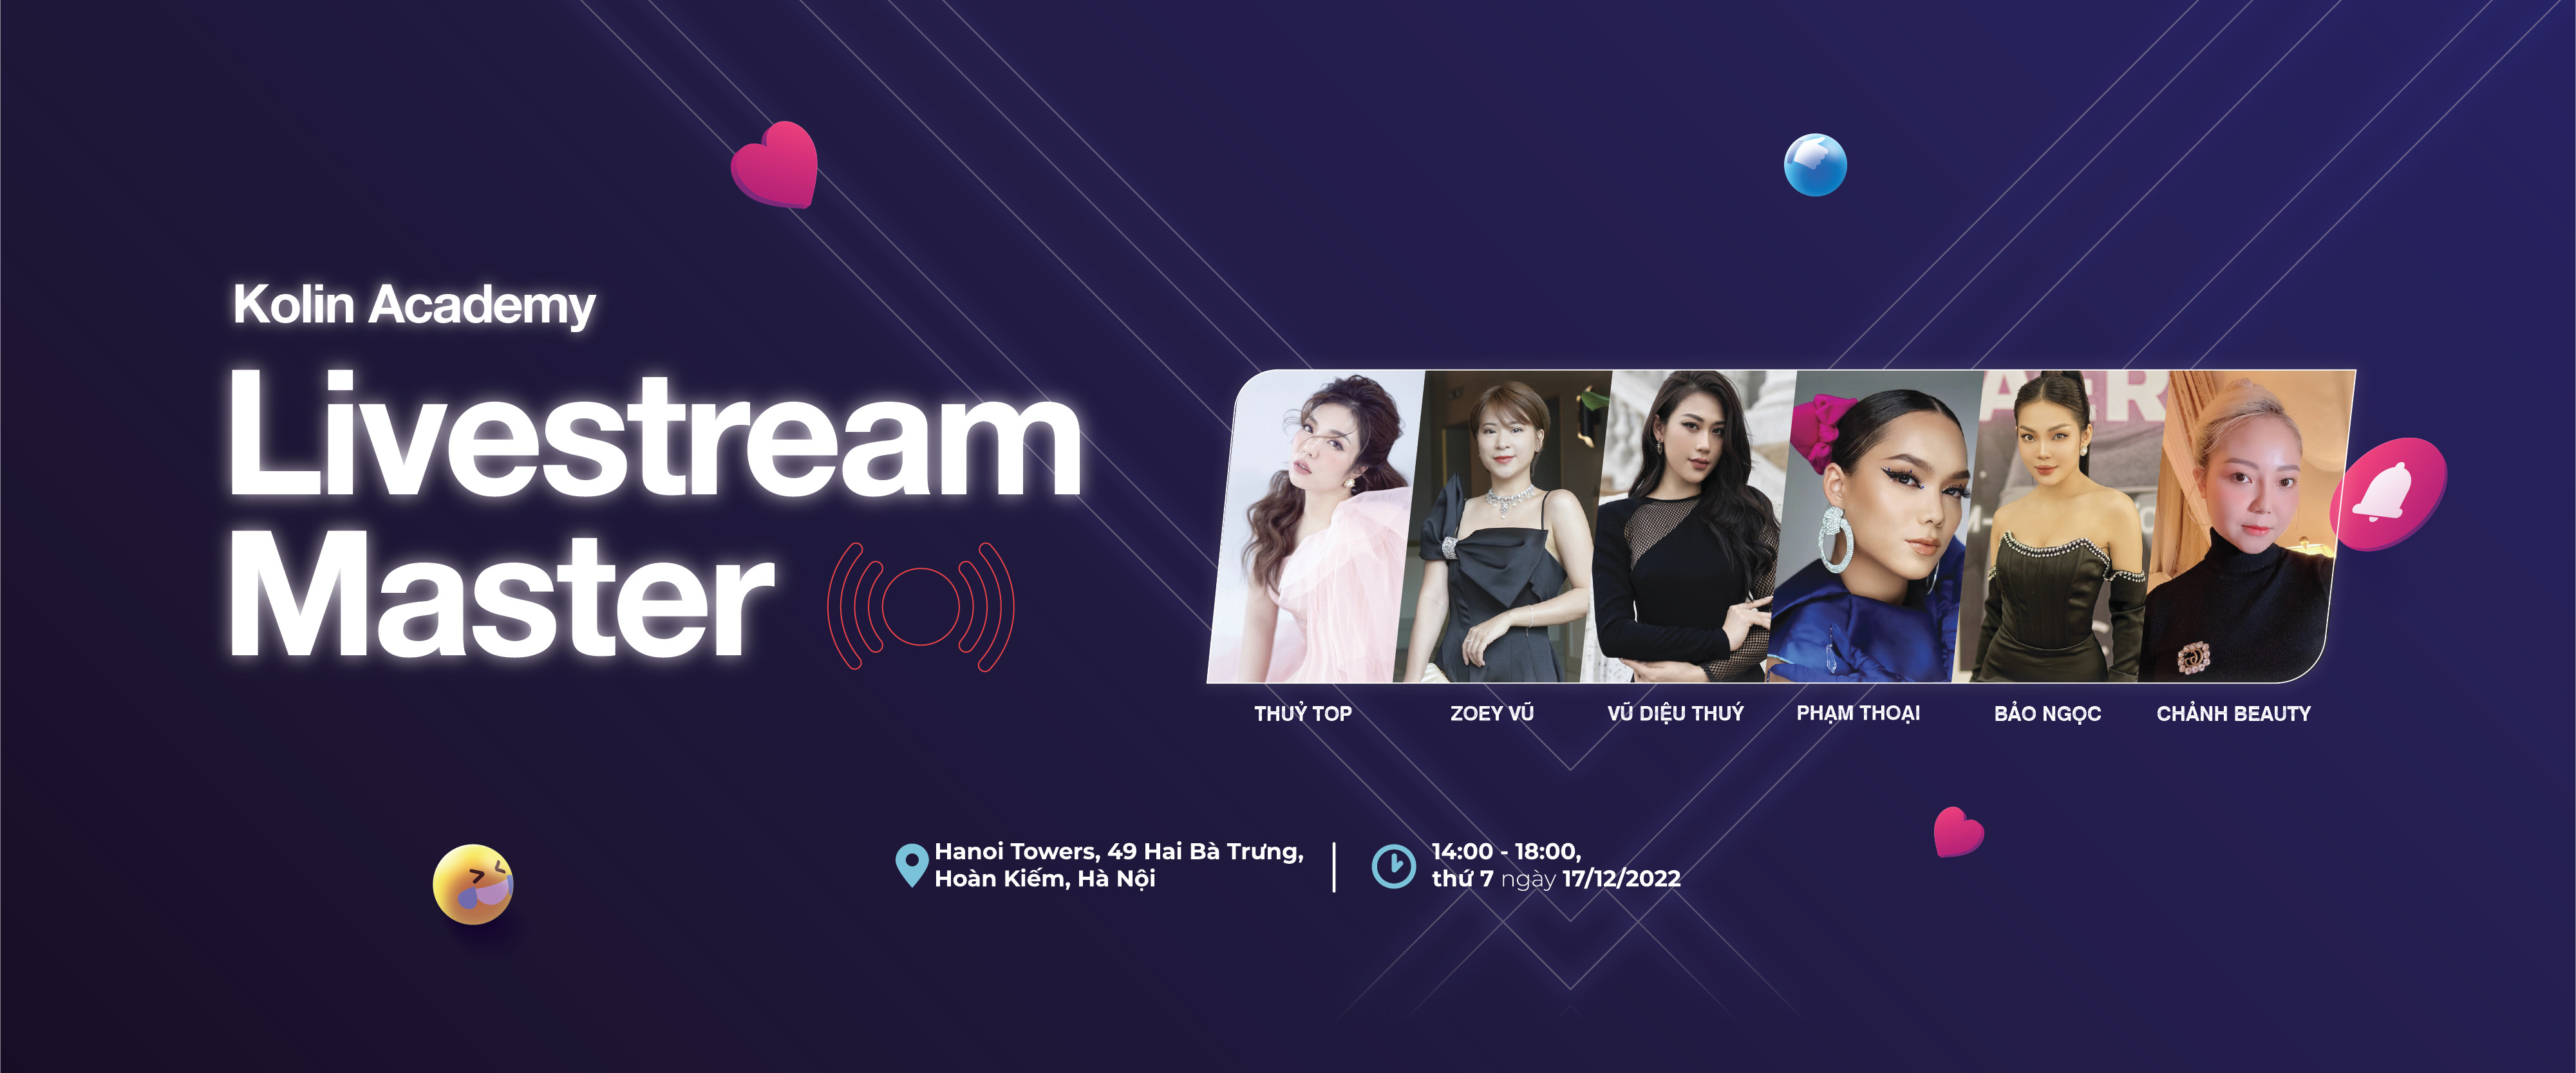 Kolin Academy
Livestream
Master
THUỶ TOP
ZOEY VŨ
VŨ DIỆU THUÝ
PHẠM THOẠI
BẢO NGỌC
CHẢNH BEAUTY
Hanoi Towers, 49 Hai Bà Trưng,
Hoàn Kiếm, Hà Nội
14:00 - 18:00,
thứ 7 ngày 17/12/2022